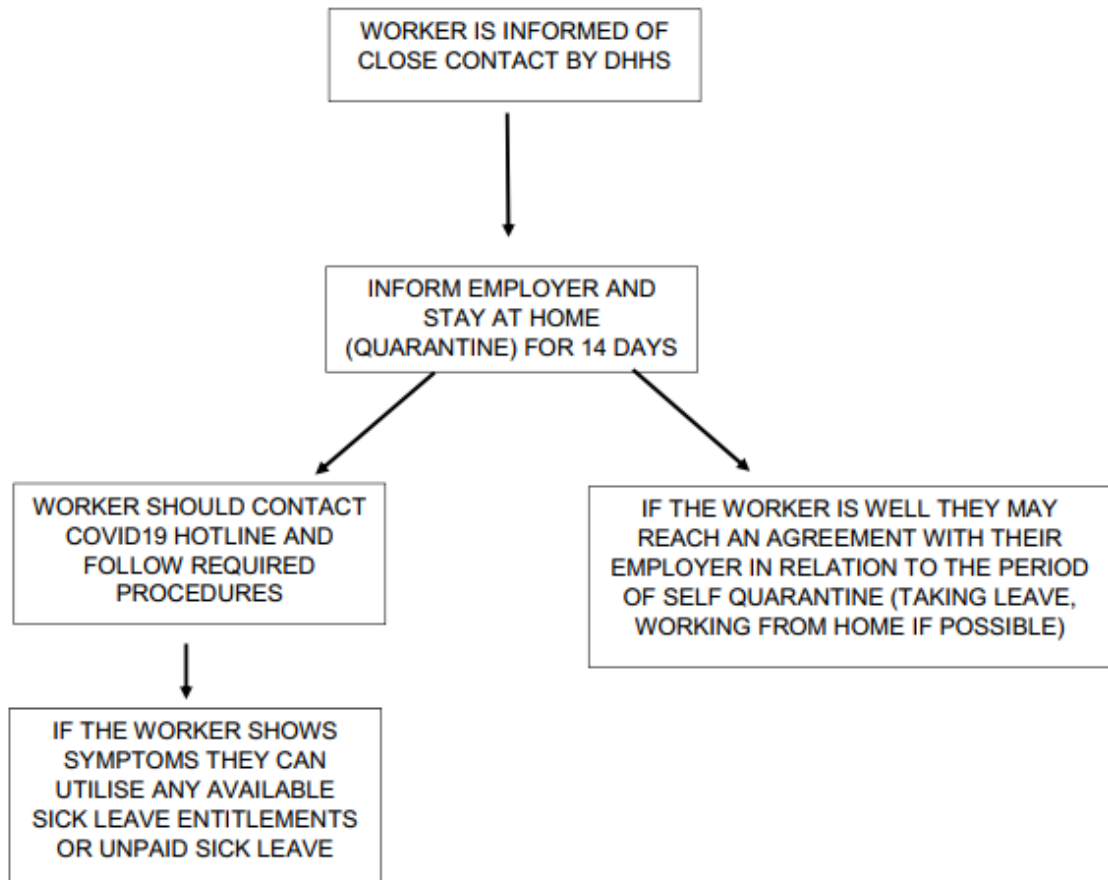 WORKER IS INFORMED OF
CLOSE CONTACT BY DHHS
INFORM EMPLOYER AND
STAY AT HOME
(QUARANTINE) FOR 14 DAYS
WORKER SHOULD CONTACT
COVID19 HOTLINE AND
FOLLOW REQUIRED
PROCEDURES
IF THE WORKER IS WELL THEY MAY
REACH AN AGREEMENT WITH THEIR
EMPLOYER IN RELATION TO THE PERIOD
OF SELF QUARANTINE (TAKING LEAVE,
WORKING FROM HOME IF POSSIBLE)
IF THE WORKER SHOWS
SYMPTOMS THEY CAN
UTILISE ANY AVAILABLE
SICK LEAVE ENTITLEMENTS
OR UNPAID SICK LEAVE